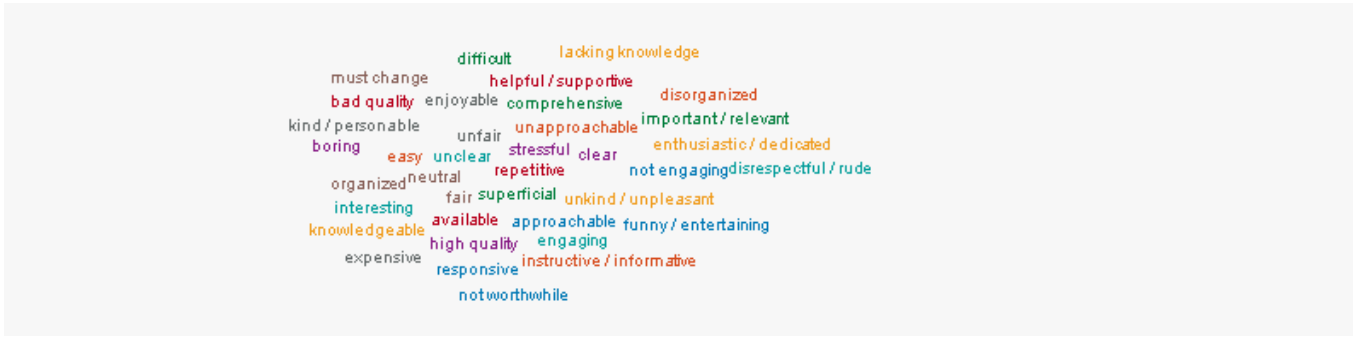 lacking knowledge
difficult
must change
helpful / supportive
disorganized
bad quality
enjoyable
comprehensive
important / relevant
kind / personable
unapproachable
unfair
enthusiastic / dedicated
boring
stressful
clear
easy
unclear
repetitive
not engaging
disrespectful / rude
neutral
organized
fair
superficial
unkind / unpleasant
interesting
available
approachable
funny / entertaining
knowledgeable
high quality
engaging
expensive
instructive / informative
responsive
not worthwhile